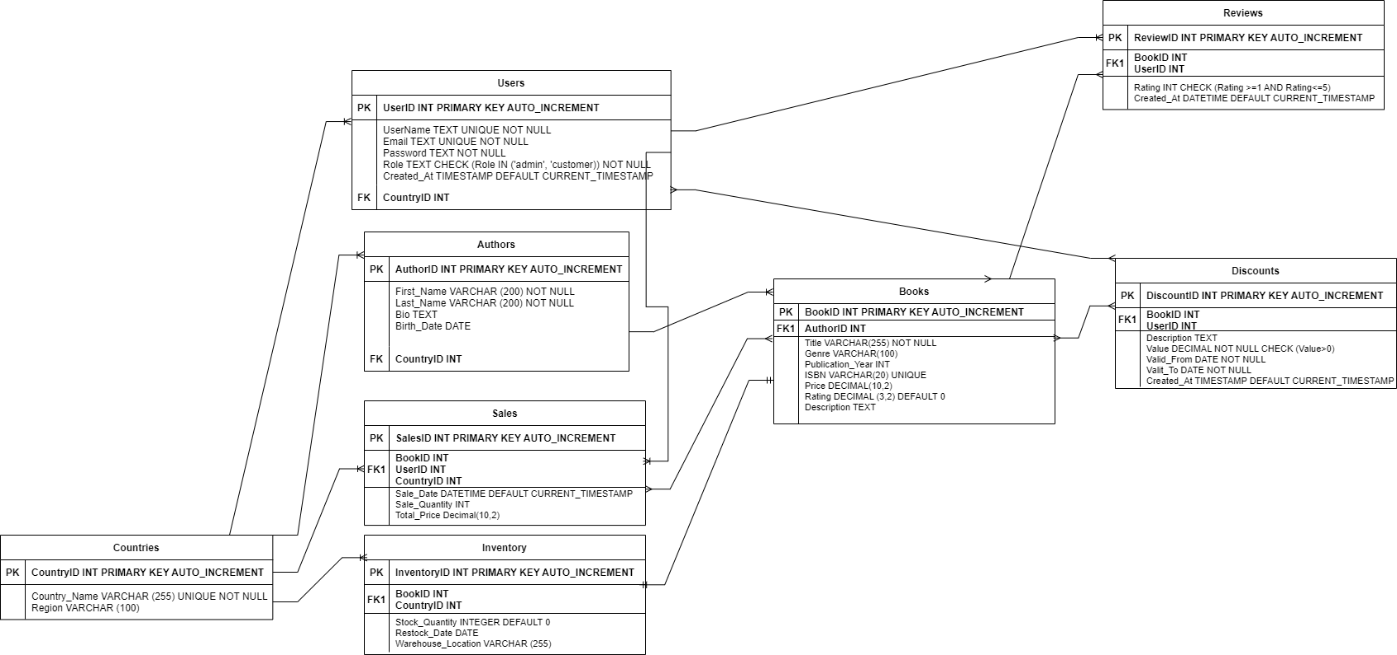 Reviews
PK ReviewID INT PRIMARY KEY AUTO_INCREMENT
FK1 BookID INT
UserID INT
Rating INT CHECK (Rating >=1 AND Rating<=5)
Created_At DATETIME DEFAULT CURRENT_TIMESTAMP
Users
PK UserID INT PRIMARY KEY AUTO_INCREMENT
UserName TEXT UNIQUE NOT NULL
Email TEXT UNIQUE NOT NULL
Password TEXT NOT NULL
Role TEXT CHECK (Role IN ('admin', 'customer)) NOT NULL
Created_At TIMESTAMP DEFAULT CURRENT_TIMESTAMP
FK CountryID INT
Authors
PK AuthorID INT PRIMARY KEY AUTO_INCREMENT
First_Name VARCHAR (200) NOT NULL
Last_Name VARCHAR (200) NOT NULL
Bio TEXT
Birth_Date DATE
FK CountryID INT
Books
PK BookID INT PRIMARY KEY AUTO_INCREMENT
FK1 AuthorID INT
Title VARCHAR(255) NOT NULL
Genre VARCHAR(100)
Publication_Year INT
ISBN VARCHAR(20) UNIQUE
Price DECIMAL(10,2)
Rating DECIMAL (3,2) DEFAULT 0
Description TEXT
Discounts
PK DiscountID INT PRIMARY KEY AUTO_INCREMENT
FK1 BookID INT
UserID INT
Description TEXT
Value DECIMAL NOT NULL CHECK (Value>0)
Valid_From DATE NOT NULL
Valit_To DATE NOT NULL
Created_At TIMESTAMP DEFAULT CURRENT_TIMESTAMP
Sales
PK SalesID INT PRIMARY KEY AUTO_INCREMENT
BookID INT
FK1 UserID INT
CountryID INT
Sale_Date DATETIME DEFAULT CURRENT_TIMESTAMP
Sale_Quantity INT
Total_Price Decimal(10,2)
Countries
PK CountryID INT PRIMARY KEY AUTO_INCREMENT
Country_Name VARCHAR (255) UNIQUE NOT NULL
Region VARCHAR (100)
Inventory
PK InventoryID INT PRIMARY KEY AUTO_INCREMENT
FK1 BookID INT
CountryID INT
Stock_Quantity INTEGER DEFAULT 0
Restock_Date DATE
Warehouse_Location VARCHAR (255)